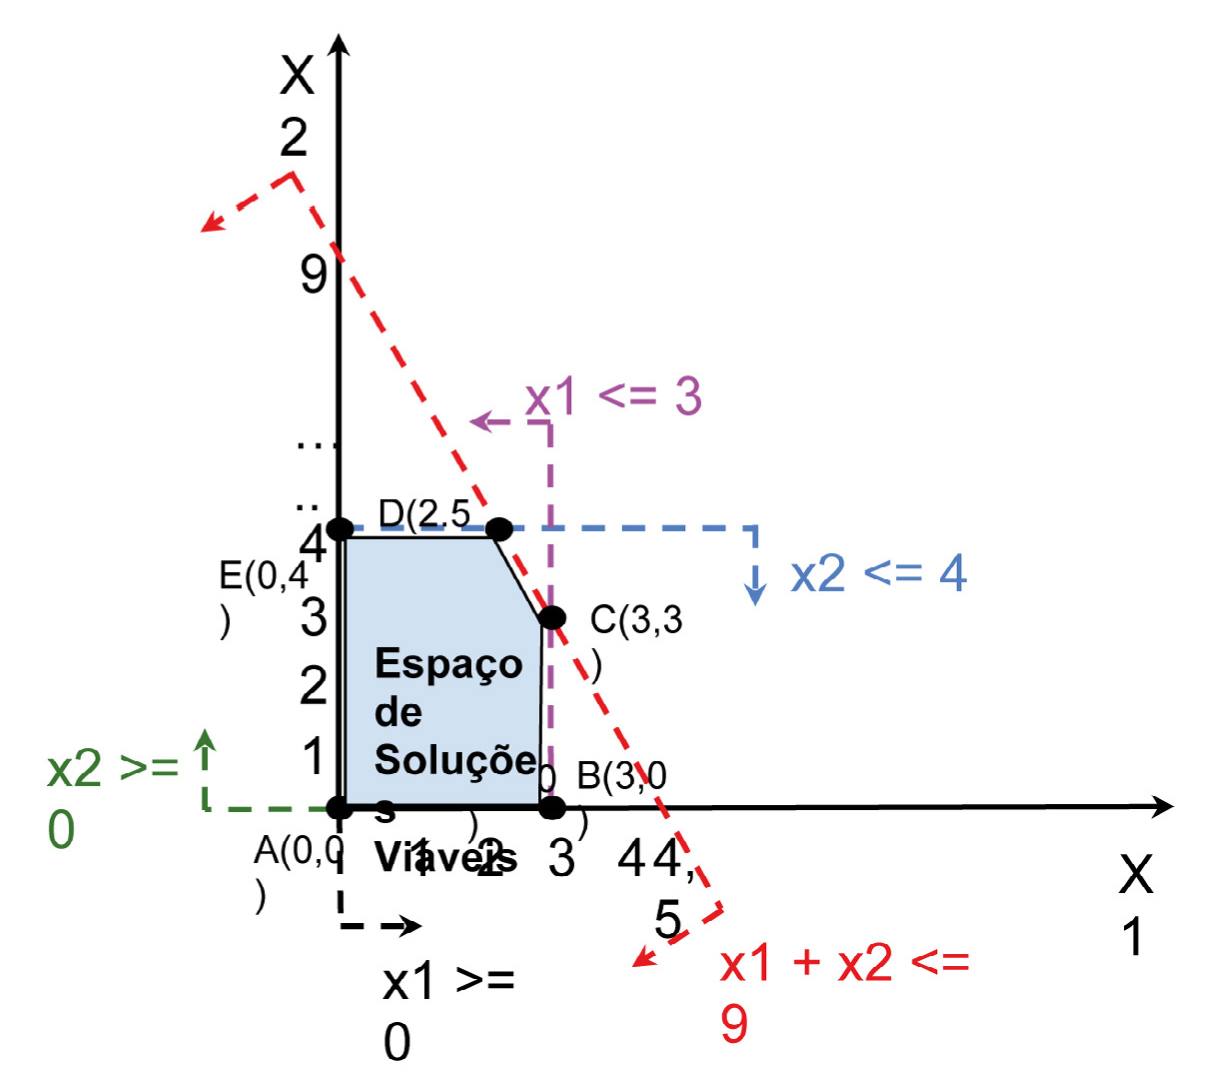 X
2
9
x1 <= 3
...
..
D(2.5
4
E(0,4
)
x2 <= 4
3
C(3,3
)
Espaço
de
Soluçõe
s
Viáveis
2
1
x2 >=
0
0
)
B(3,0
)
A(0,0
)
1
2
3
4
4,
5
X
1
x1 >=
0
x1 + x2 <=
9